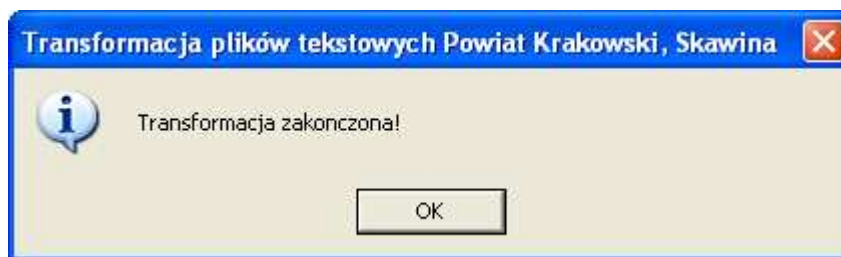 Transformacja plików tekstowych Powiat Krakowski, Skawina
Transformacja zakonczona!
OK